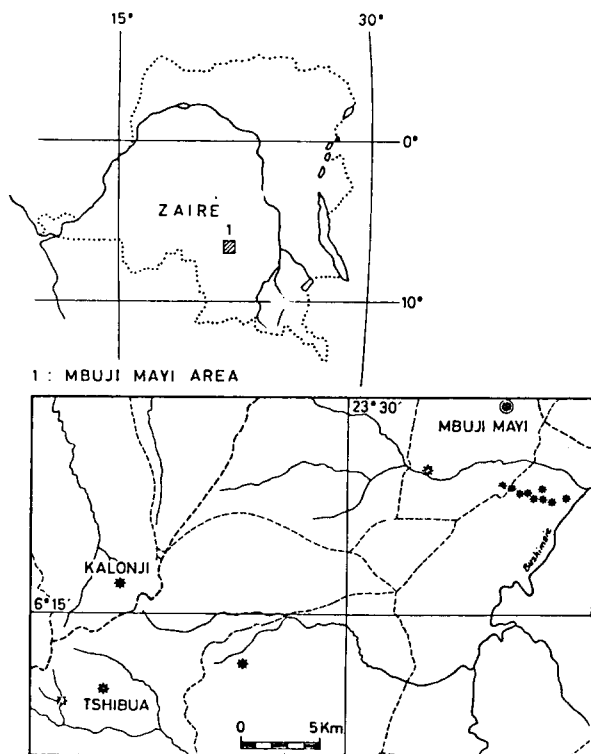 15° 30°
0°
ZAIRE
1
10°
1 : MBUJI MAYI AREA
23° 30′
MBUJI MAYI
Bushimaie
KALONJI
6° 15′
TSHIBUA
0 5 Km